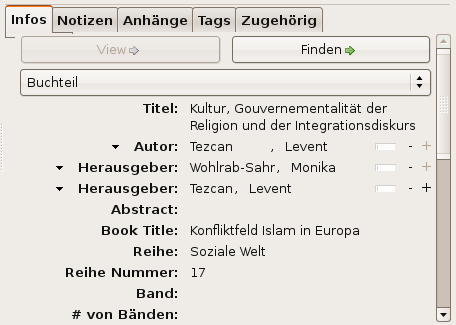 Infos Notizen Anhänge Tags Zugehörig
View Finden
Buchteil
Titel: Kultur, Gouvernementalität der
Religion und der Integrationsdiskurs
Autor: Tezcan , Levent - +
Herausgeber: Wohlrab-Sahr, Monika - +
Herausgeber: Tezcan, Levent - +
Abstract:
Book Title: Konfliktfeld Islam in Europa
Reihe: Soziale Welt
Reihe Nummer: 17
Band:
# von Bänden: